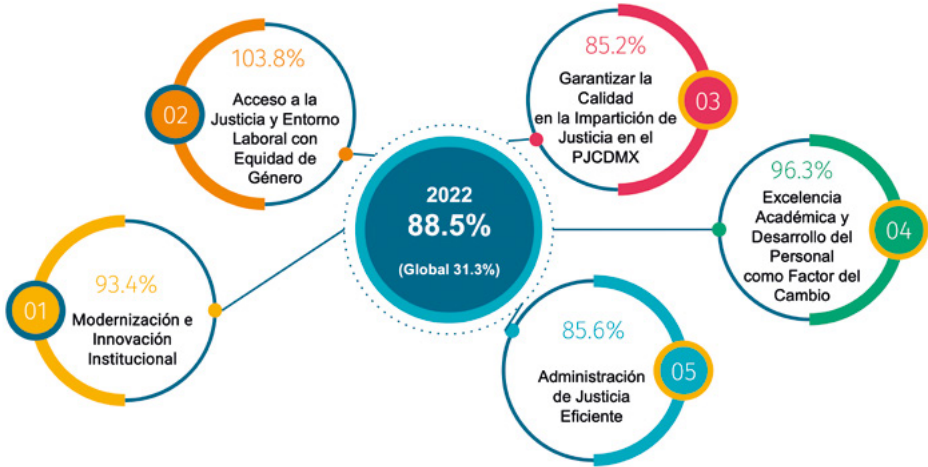 01
93.4%
Modernización e
Innovación
Institucional
02
103.8%
Acceso a la
Justicia y Entorno
Laboral con
Equidad de
Género
2022
88.5%
(Global 31.3%)
85.2%
Garantizar la
Calidad
en la Impartición de
Justicia en el
PJCDMX
03
96.3%
Excelencia
Académica y
Desarrollo del
Personal
como Factor del
Cambio
04
85.6%
Administración
de Justicia
Eficiente
05